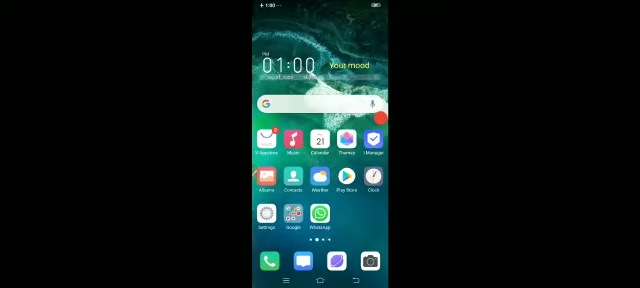 1:00
PM
01:00
Your mood
G
21
V-Appstore
Music
Calendar
Themes
i Manager
Albums
Contacts
Weather
Play Store
Clock
Settings
Google
WhatsApp